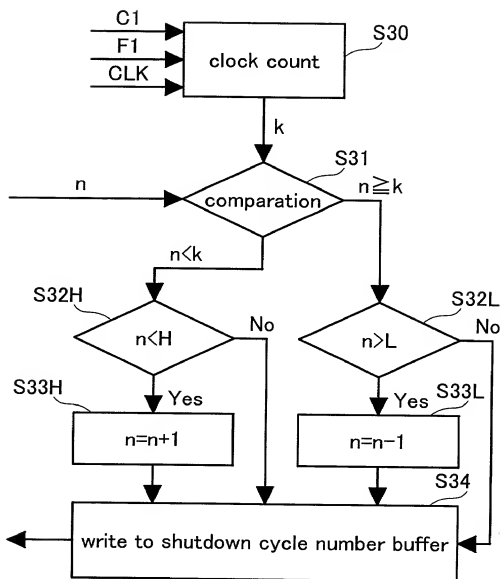 C1
F1
CLK
clock count
S30
k
S31
n
comparation
n≧k
n<k
S32H
n<H
No
S32L
n>L
No
S33H
Yes
n=n+1
Yes
S33L
n=n-1
S34
write to shutdown cycle number buffer